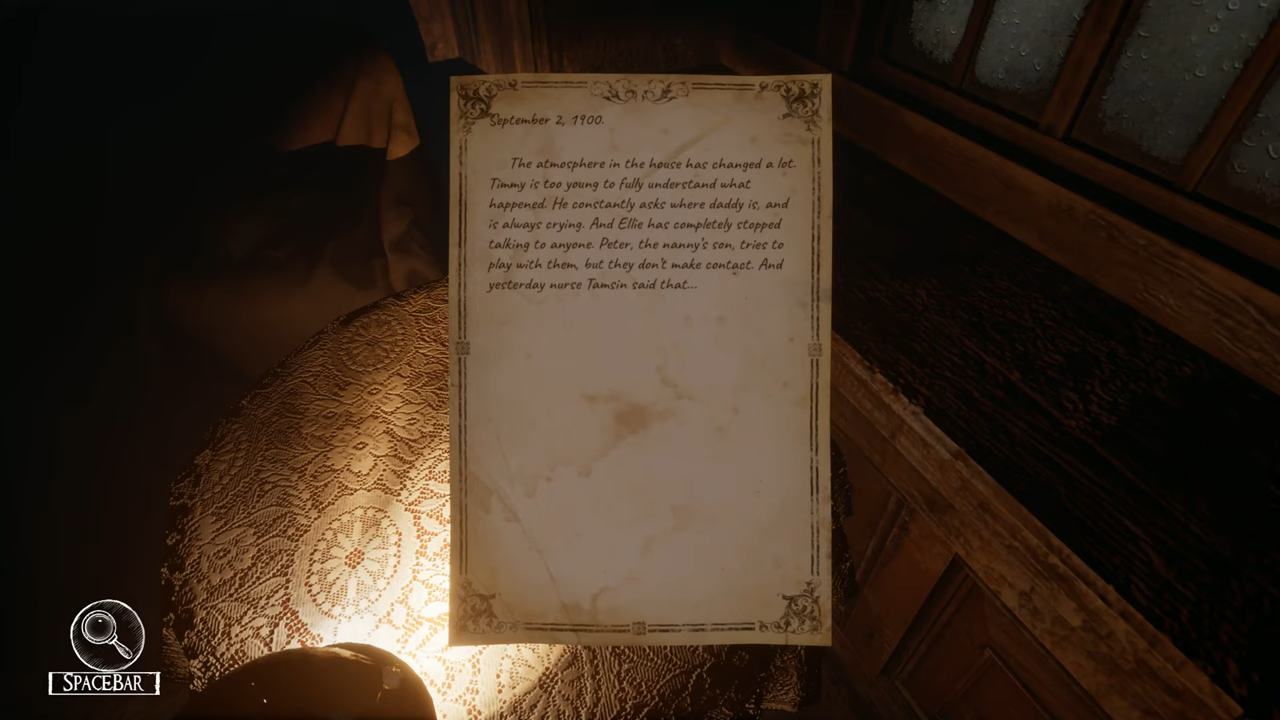 September 2, 1900.
The atmosphere in the house has changed a lot.
Timmy is too young to fully understand what
happened. He constantly asks where daddy is, and
is always crying. And Ellie has completely stopped
talking to anyone. Peter, the nanny's son, tries to
play with them, but they don't make contact. And
yesterday nurse Tamsin said that...
SPACEBAR